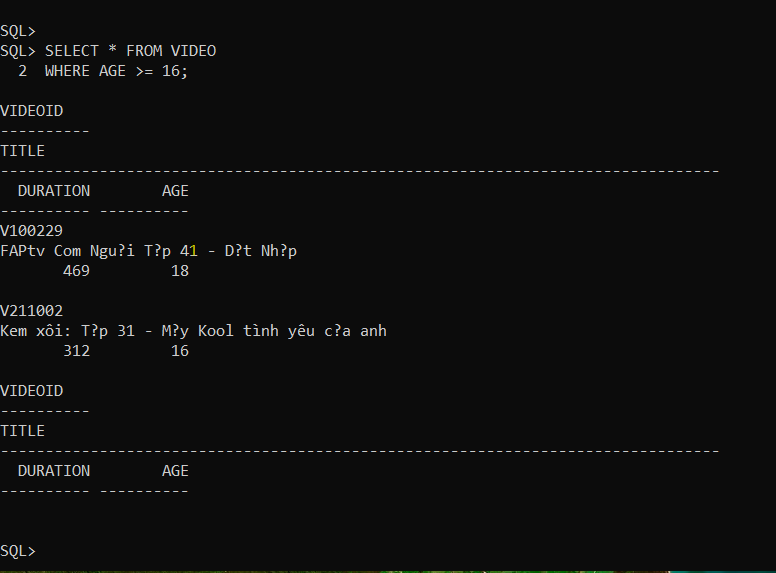 SQL>
SQL> SELECT * FROM VIDEO
  2  WHERE AGE >= 16;
VIDEOID
----------
TITLE
--------------------------------------------------------------------------------
  DURATION        AGE
---------- ----------
V100229
FAPtv Com Ngu?i T?p 41 - D?t Nh?p
       469         18
V211002
Kem xôi: T?p 31 - M?y Kool tình yêu c?a anh
       312         16
VIDEOID
----------
TITLE
--------------------------------------------------------------------------------
  DURATION        AGE
---------- ----------
SQL>